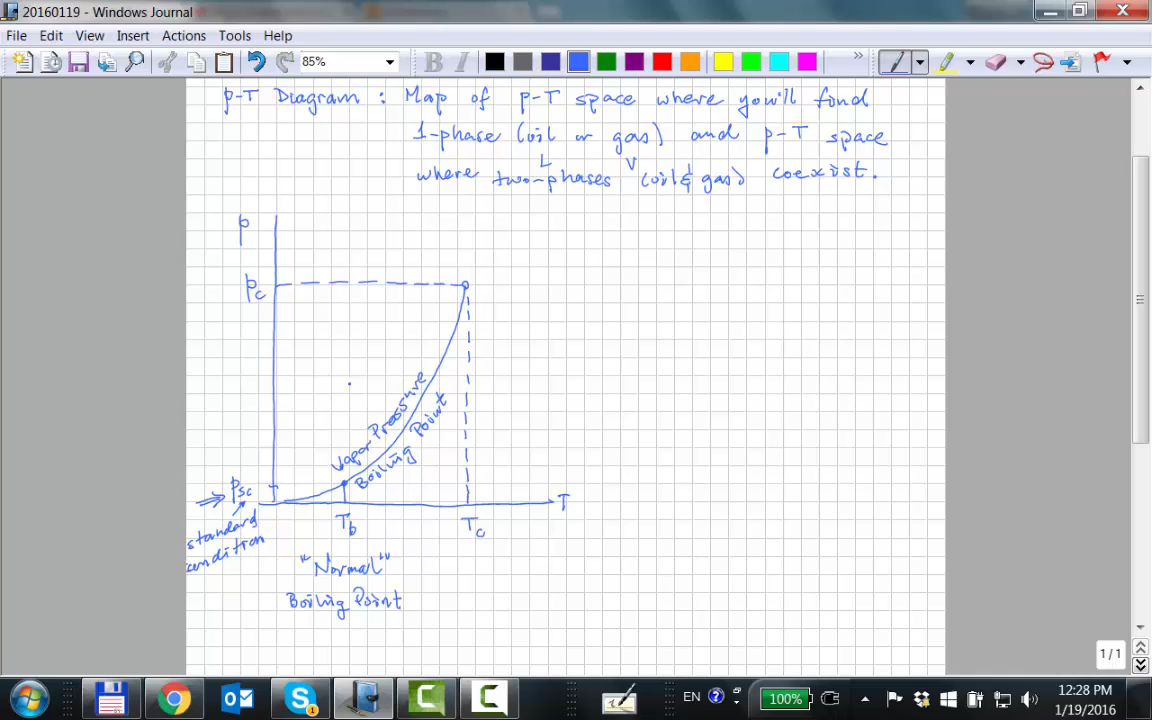 20160119 - Windows Journal
File Edit View Insert Actions Tools Help
85%
B I
p-T Diagram : Map of p-T space where you'll find
1-phase (oil or gas) and p-T space
L V
where two-phases (oil & gas) coexist.
p
pc
Vapor Pressure
Boiling Point
psc
standard
condition
T
Tb
Tc
"Normal"
Boiling Point
1 / 1
EN
100%
12:28 PM
1/19/2016